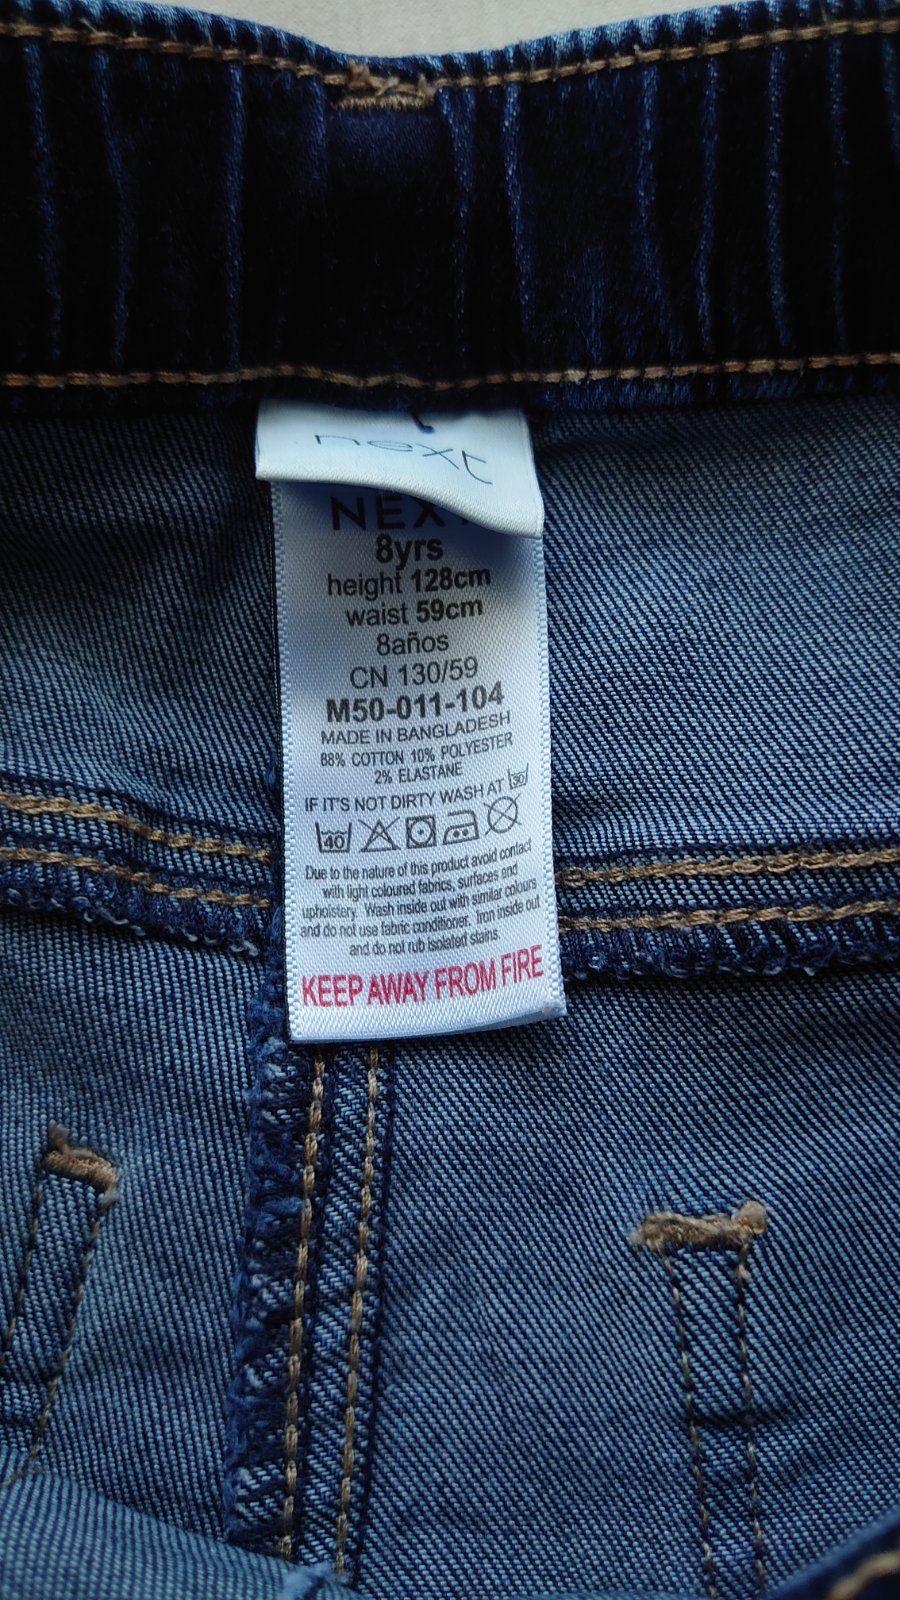 next
NEXT
8yrs
height 128cm
waist 59cm
8años
CN 130/59
M50-011-104
MADE IN BANGLADESH
88% COTTON 10% POLYESTER
2% ELASTANE
IF IT'S NOT DIRTY WASH AT 30
40
Due to the nature of this product avoid contact
with light coloured fabrics, surfaces and
upholstery. Wash inside out with similar colours
and do not use fabric conditioner. Iron inside out
and do not rub isolated stains.
KEEP AWAY FROM FIRE